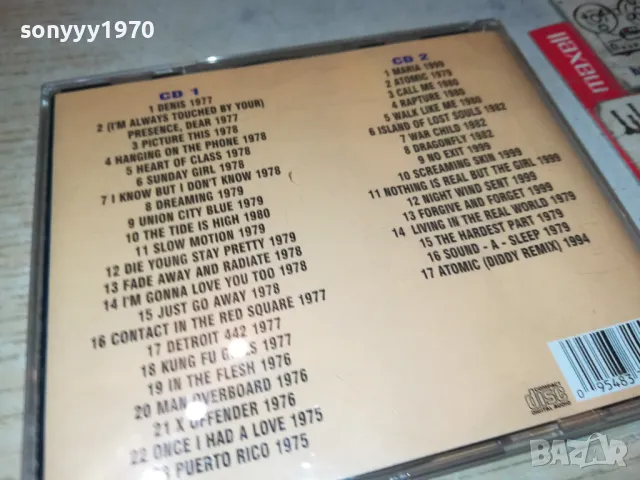 sonyyy1970
CD 1
1 DENIS 1977
2 (I'M ALWAYS TOUCHED BY YOUR)
PRESENCE, DEAR 1977
3 PICTURE THIS 1978
4 HANGING ON THE PHONE 1978
5 HEART OF CLASS 1978
6 SUNDAY GIRL 1978
7 I KNOW BUT I DON'T KNOW 1978
8 DREAMING 1979
9 UNION CITY BLUE 1979
10 THE TIDE IS HIGH 1980
11 SLOW MOTION 1979
12 DIE YOUNG STAY PRETTY 1979
13 FADE AWAY AND RADIATE 1978
14 I'M GONNA LOVE YOU TOO 1978
15 JUST GO AWAY 1978
16 CONTACT IN THE RED SQUARE 1977
17 DETROIT 442 1977
18 KUNG FU GIRLS 1977
19 IN THE FLESH 1976
20 MAN OVERBOARD 1976
21 X OFFENDER 1976
22 ONCE I HAD A LOVE 1975
23 PUERTO RICO 1975
CD 2
1 MARIA 1999
2 ATOMIC 1979
3 CALL ME 1980
4 RAPTURE 1980
5 WALK LIKE ME 1980
6 ISLAND OF LOST SOULS 1982
7 WAR CHILD 1982
8 DRAGONFLY 1982
9 NO EXIT 1999
10 SCREAMING SKIN 1999
11 NOTHING IS REAL BUT THE GIRL 1999
12 NIGHT WIND SENT 1999
13 FORGIVE AND FORGET 1999
14 LIVING IN THE REAL WORLD 1979
15 THE HARDEST PART 1979
16 SOUND - A - SLEEP 1979
17 ATOMIC (DIDDY REMIX) 1994
maxell
disc
DIGITAL AUDIO
0 95483
BAZAR